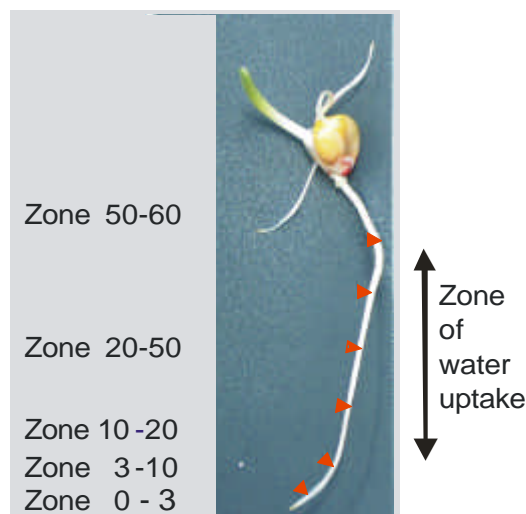 Zone 50-60
Zone 20-50
Zone 10-20
Zone 3-10
Zone 0 - 3
Zone
of
water
uptake